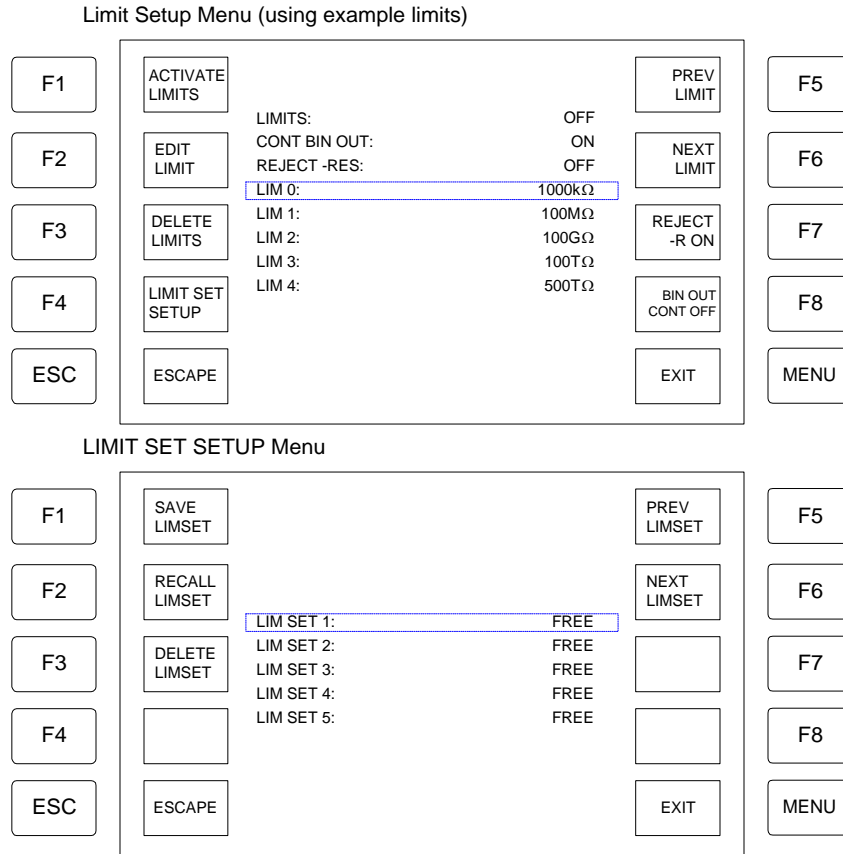 Limit Setup Menu (using example limits)
F1
ACTIVATE
LIMITS
PREV
LIMIT
F5
LIMITS: OFF
F2
EDIT
LIMIT
CONT BIN OUT: ON
REJECT -RES: OFF
NEXT
LIMIT
F6
LIM 0: 1000kΩ
F3
DELETE
LIMITS
LIM 1: 100MΩ
LIM 2: 100GΩ
LIM 3: 100TΩ
REJECT
-R ON
F7
F4
LIMIT SET
SETUP
LIM 4: 500TΩ
BIN OUT
CONT OFF
F8
ESC
ESCAPE
EXIT
MENU
LIMIT SET SETUP Menu
F1
SAVE
LIMSET
PREV
LIMSET
F5
F2
RECALL
LIMSET
NEXT
LIMSET
F6
LIM SET 1: FREE
F3
DELETE
LIMSET
LIM SET 2: FREE
LIM SET 3: FREE
LIM SET 4: FREE
F7
F4
LIM SET 5: FREE
F8
ESC
ESCAPE
EXIT
MENU